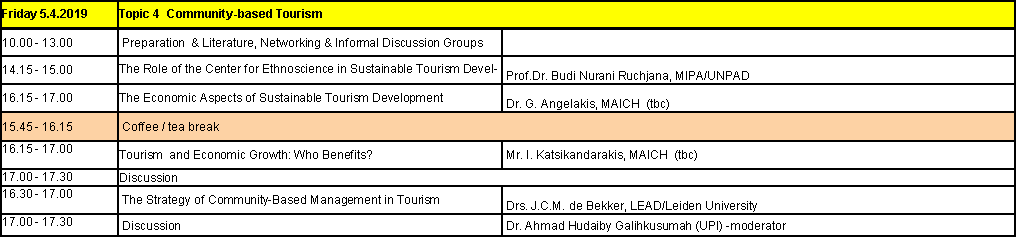 Friday 5.4.2019 Topic 4 Community-based Tourism
10.00 - 13.00 Preparation & Literature, Networking & Informal Discussion Groups
14.15 - 15.00 The Role of the Center for Ethnoscience in Sustainable Tourism Devel- Prof.Dr. Budi Nurani Ruchjana, MIPA/UNPAD
16.15 - 17.00 The Economic Aspects of Sustainable Tourism Development Dr. G. Angelakis, MAICH (tbc)
15.45 - 16.15 Coffee / tea break
16.15 - 17.00 Tourism and Economic Growth: Who Benefits? Mr. I. Katsikandarakis, MAICH (tbc)
17.00 - 17.30 Discussion
16.30 - 17.00 The Strategy of Community-Based Management in Tourism Drs. J.C.M. de Bekker, LEAD/Leiden University
17.00 - 17.30 Discussion Dr. Ahmad Hudaiby Galihkusumah (UPI) -moderator